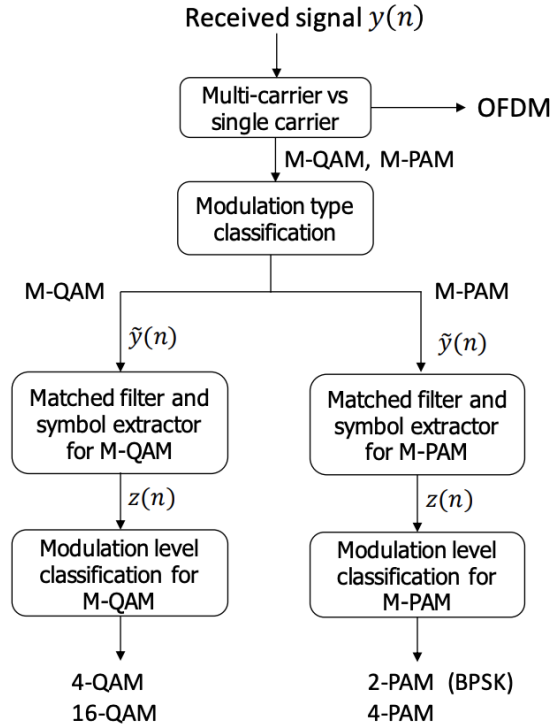 Received signal y(n)
Multi-carrier vs
single carrier
OFDM
M-QAM, M-PAM
Modulation type
classification
M-QAM
M-PAM
ỹ(n)
ỹ(n)
Matched filter and
symbol extractor
for M-QAM
Matched filter and
symbol extractor
for M-PAM
z(n)
z(n)
Modulation level
classification for
M-QAM
Modulation level
classification for
M-PAM
4-QAM
16-QAM
2-PAM (BPSK)
4-PAM